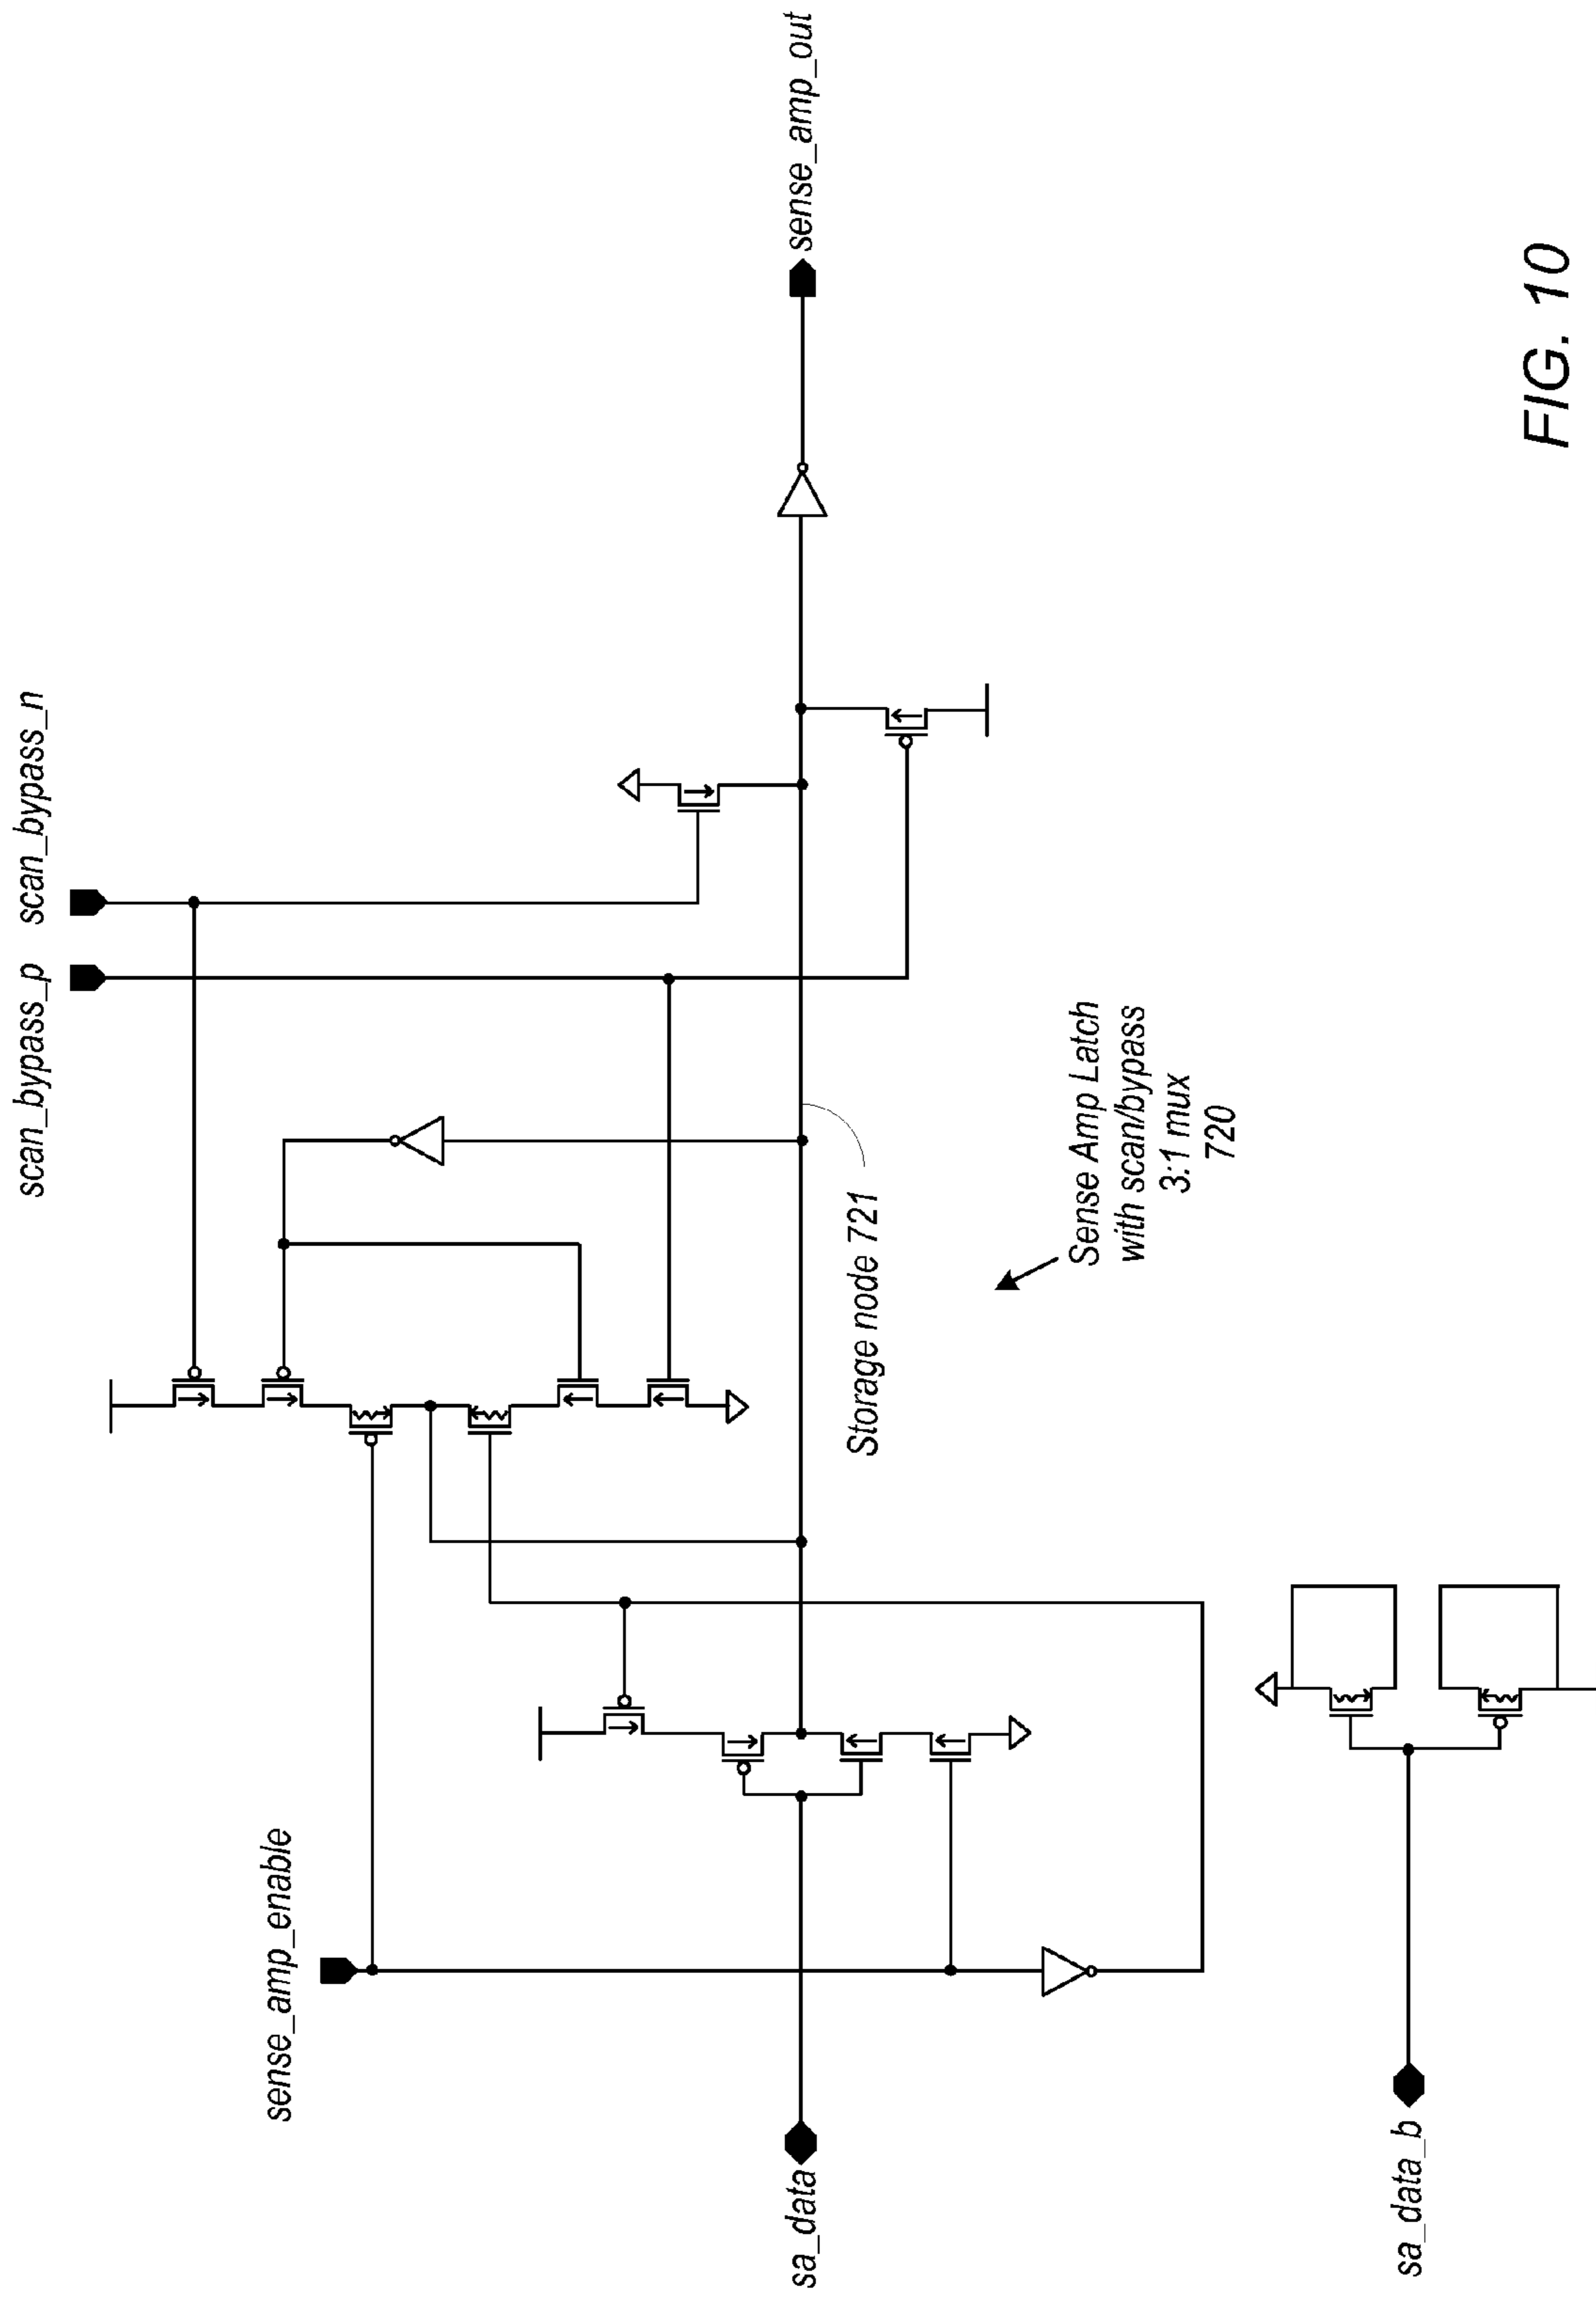 scan_bypass_n
scan_bypass_p
sense_amp_enable
sa_data
sense_amp_out
Storage node 721
Sense Amp Latch
with scan/bypass
3:1 mux
720
sa_data_b
FIG. 10